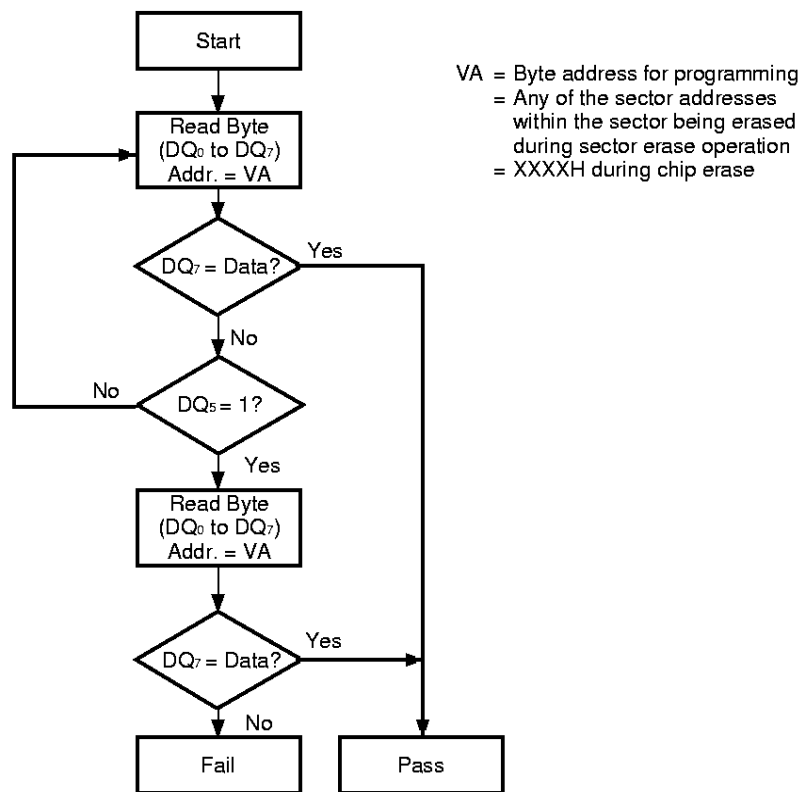 Start
VA = Byte address for programming
= Any of the sector addresses
within the sector being erased
during sector erase operation
= XXXXH during chip erase
Read Byte
(DQ₀ to DQ₇)
Addr. = VA
DQ₇ = Data?
Yes
No
No
DQ₅ = 1?
Yes
Read Byte
(DQ₀ to DQ₇)
Addr. = VA
DQ₇ = Data?
Yes
No
Fail
Pass